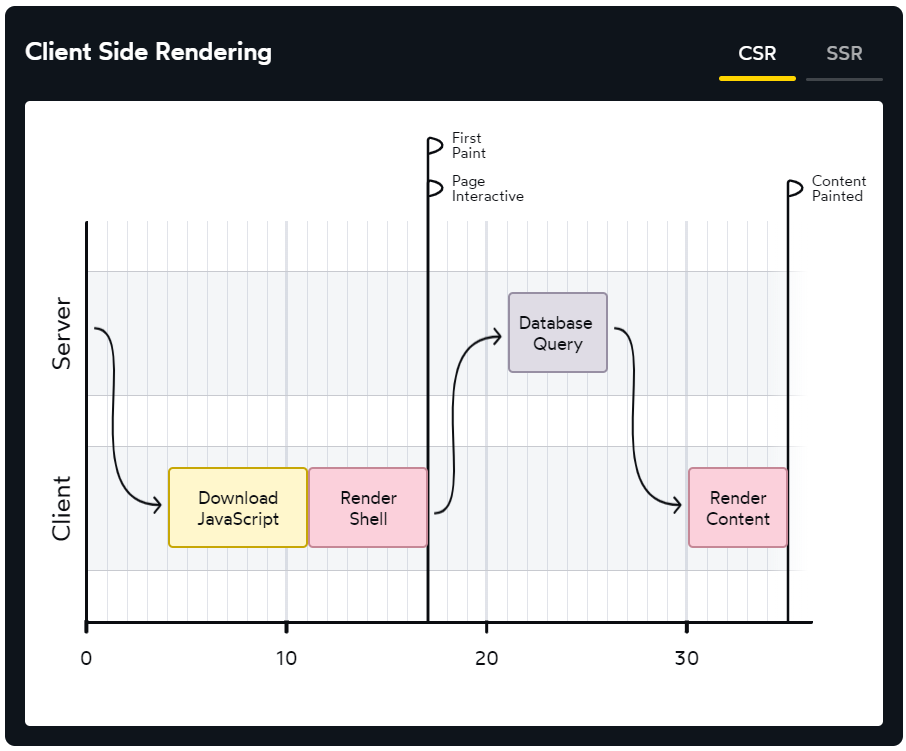 Client Side Rendering
CSR
SSR
First
Paint
Page
Interactive
Content
Painted
Server
Database
Query
Client
Download
JavaScript
Render
Shell
Render
Content
0
10
20
30